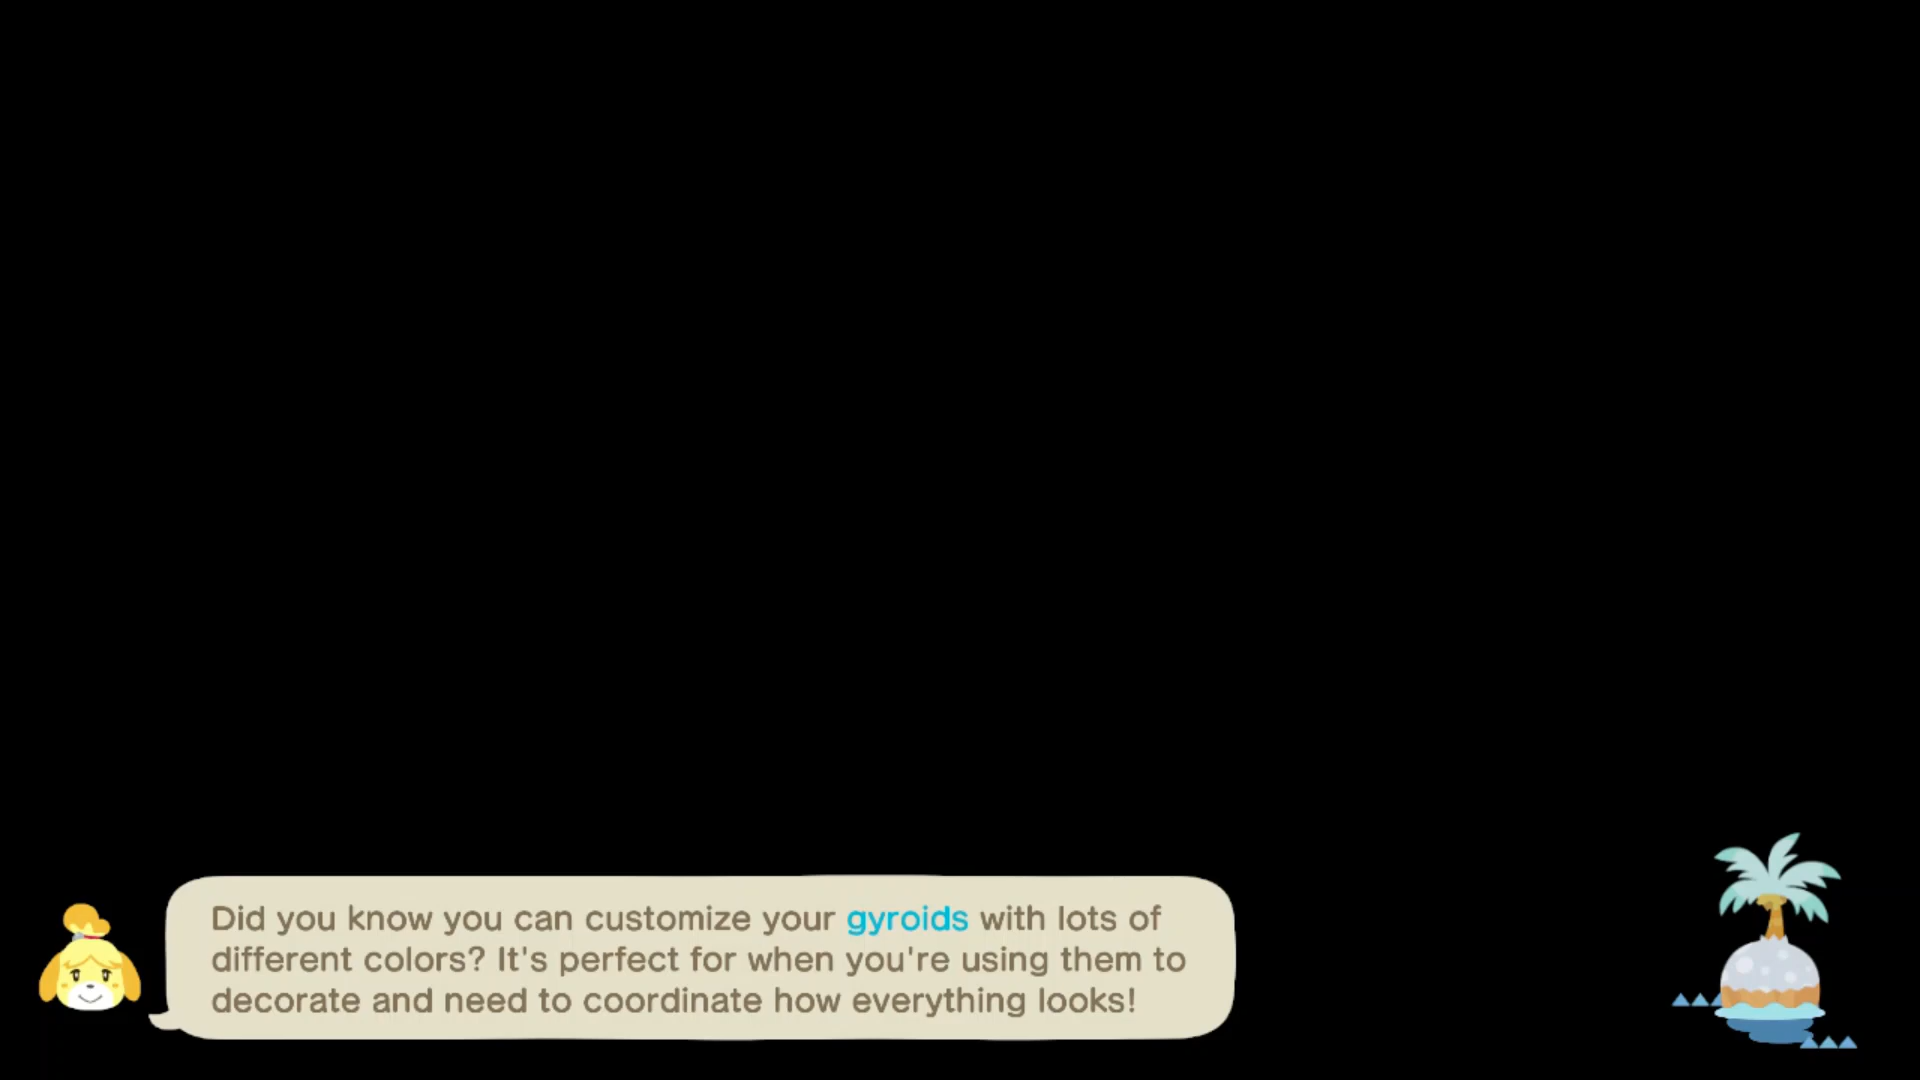 Did you know you can customize your gyroids with lots of
different colors? It's perfect for when you're using them to
decorate and need to coordinate how everything looks!